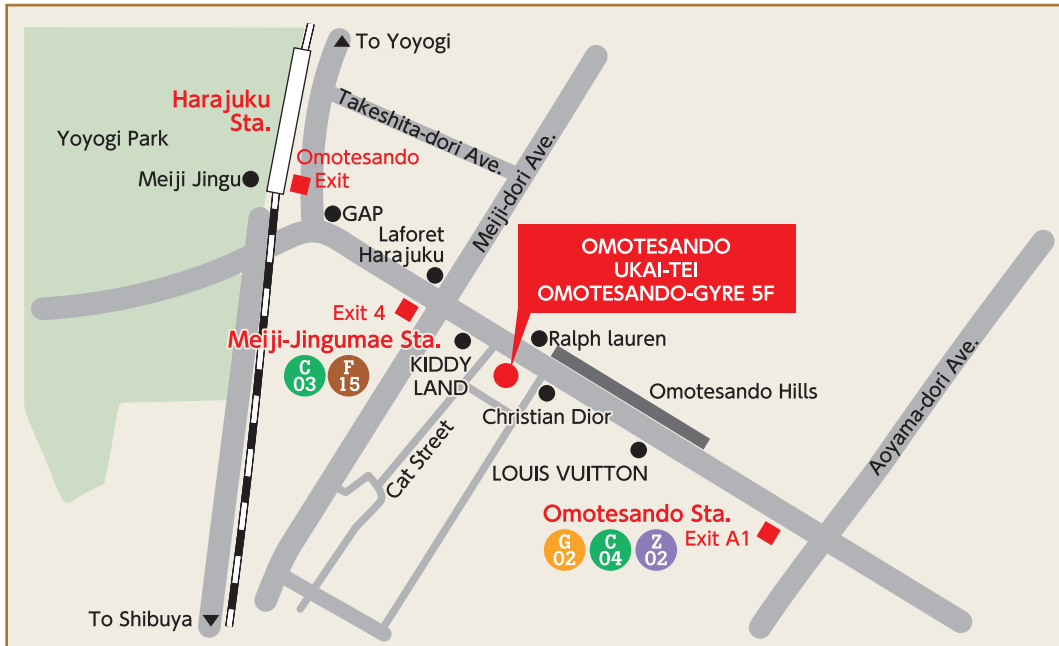 To Yoyogi
Harajuku
Sta.
Takeshita-dori Ave.
Yoyogi Park
Omotesando
Exit
Meiji Jingu
Meiji-dori Ave.
GAP
Laforet
Harajuku
OMOTESANDO
UKAI-TEI
OMOTESANDO-GYRE 5F
Exit 4
Meiji-Jingumae Sta.
C
03
F
15
KIDDY
LAND
Ralph lauren
Omotesando Hills
Christian Dior
Aoyama-dori Ave.
Cat Street
LOUIS VUITTON
Omotesando Sta.
Exit A1
G
02
C
04
Z
02
To Shibuya